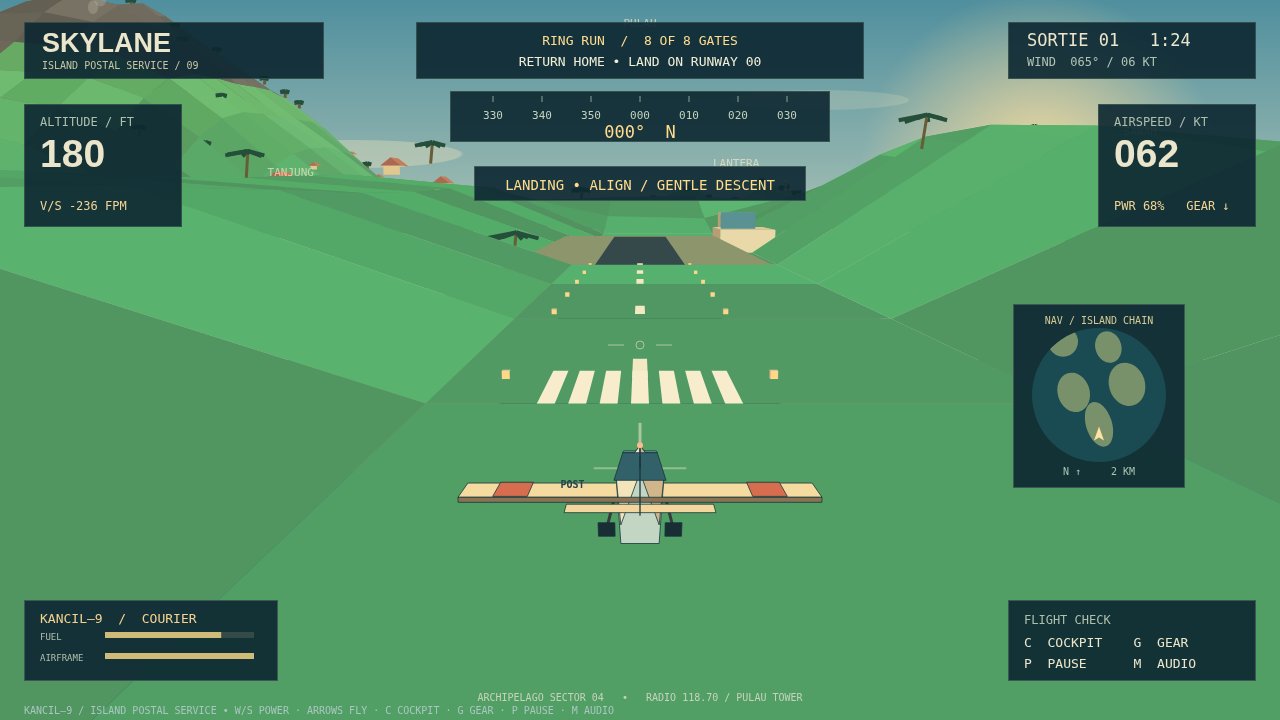 PULAU
SKYLANE
ISLAND POSTAL SERVICE / 09
RING RUN / 8 OF 8 GATES
RETURN HOME • LAND ON RUNWAY 00
SORTIE 01 1:24
WIND 065° / 06 KT
330 340 350 000 010 020 030
000° N
ALTITUDE / FT
180
V/S -236 FPM
AIRSPEED / KT
062
PWR 68% GEAR ↓
TANJUNG
LANTERA
LANDING • ALIGN / GENTLE DESCENT
NAV / ISLAND CHAIN
N ↑ 2 KM
POST
KANCIL–9 / COURIER
FUEL
AIRFRAME
FLIGHT CHECK
C COCKPIT G GEAR
P PAUSE M AUDIO
ARCHIPELAGO SECTOR 04 • RADIO 118.70 / PULAU TOWER
KANCIL–9 / ISLAND POSTAL SERVICE • W/S POWER · ARROWS FLY · C COCKPIT · G GEAR · P PAUSE · M AUDIO